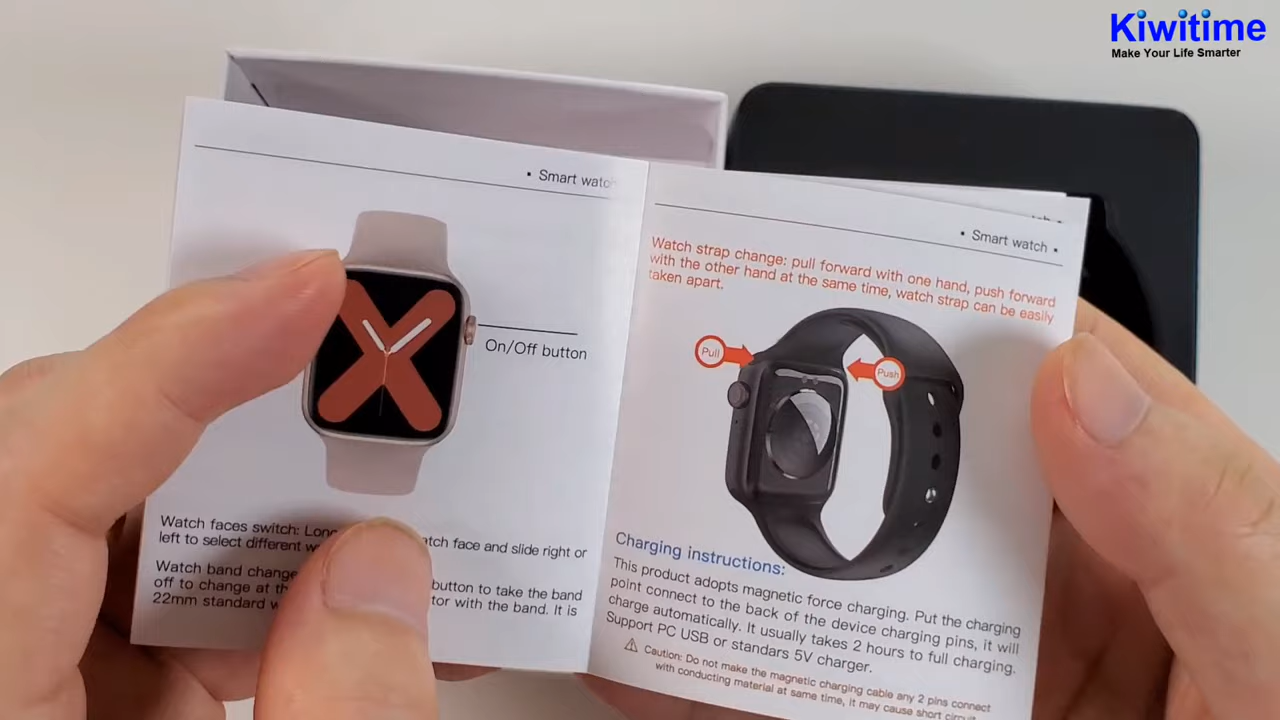 Kiwitime
Make Your Life Smarter
• Smart watch
On/Off button
Watch faces switch: Long atch face and slide right or
left to select different
Watch band change button to take the band
off to change at th tor with the band. It is
22mm standard
• Smart watch •
Watch strap change: pull forward with one hand, push forward
with the other hand at the same time, watch strap can be easily
taken apart.
Pull
Push
Charging instructions:
This product adopts magnetic force charging. Put the charging
point connect to the back of the device charging pins, it will
charge automatically. It usually takes 2 hours to full charging.
Support PC USB or standars 5V charger.
Caution: Do not make the magnetic charging cable any 2 pins connect
with conducting material at same time, it may cause short circuit